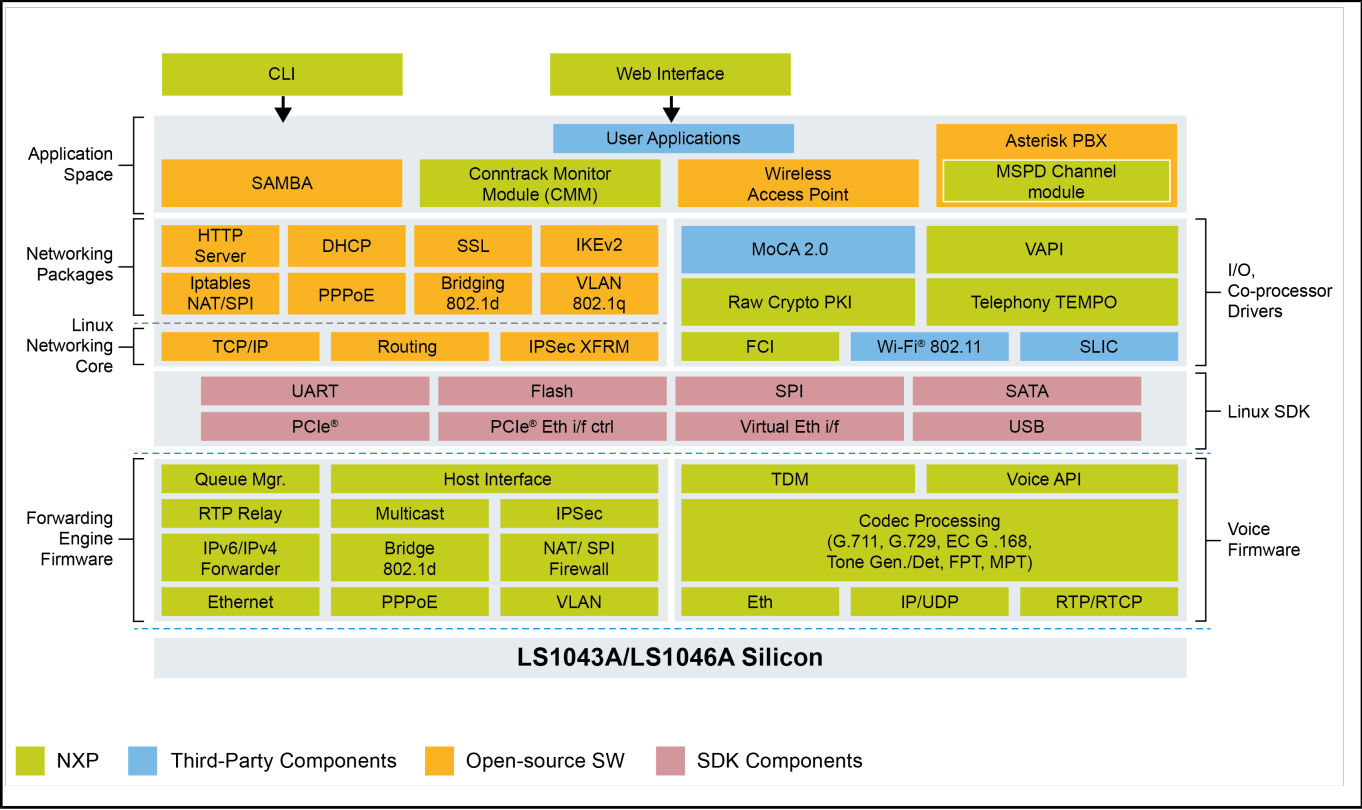 CLI
Web Interface
Application
Space
User Applications
Asterisk PBX
MSPD Channel
module
SAMBA
Conntrack Monitor
Module (CMM)
Wireless
Access Point
Networking
Packages
HTTP
Server
DHCP
SSL
IKEv2
Iptables
NAT/SPI
PPPoE
Bridging
802.1d
VLAN
802.1q
MoCA 2.0
VAPI
Raw Crypto PKI
Telephony TEMPO
I/O,
Co-processor
Drivers
Linux
Networking
Core
TCP/IP
Routing
IPSec XFRM
FCI
Wi-Fi® 802.11
SLIC
UART
Flash
SPI
SATA
PCIe®
PCIe® Eth i/f ctrl
Virtual Eth i/f
USB
Linux SDK
Forwarding
Engine
Firmware
Queue Mgr.
Host Interface
RTP Relay
Multicast
IPSec
IPv6/IPv4
Forwarder
Bridge
802.1d
NAT/ SPI
Firewall
Ethernet
PPPoE
VLAN
TDM
Voice API
Codec Processing
(G.711, G.729, EC G .168,
Tone Gen./Det, FPT, MPT)
Eth
IP/UDP
RTP/RTCP
Voice
Firmware
LS1043A/LS1046A Silicon
NXP
Third-Party Components
Open-source SW
SDK Components